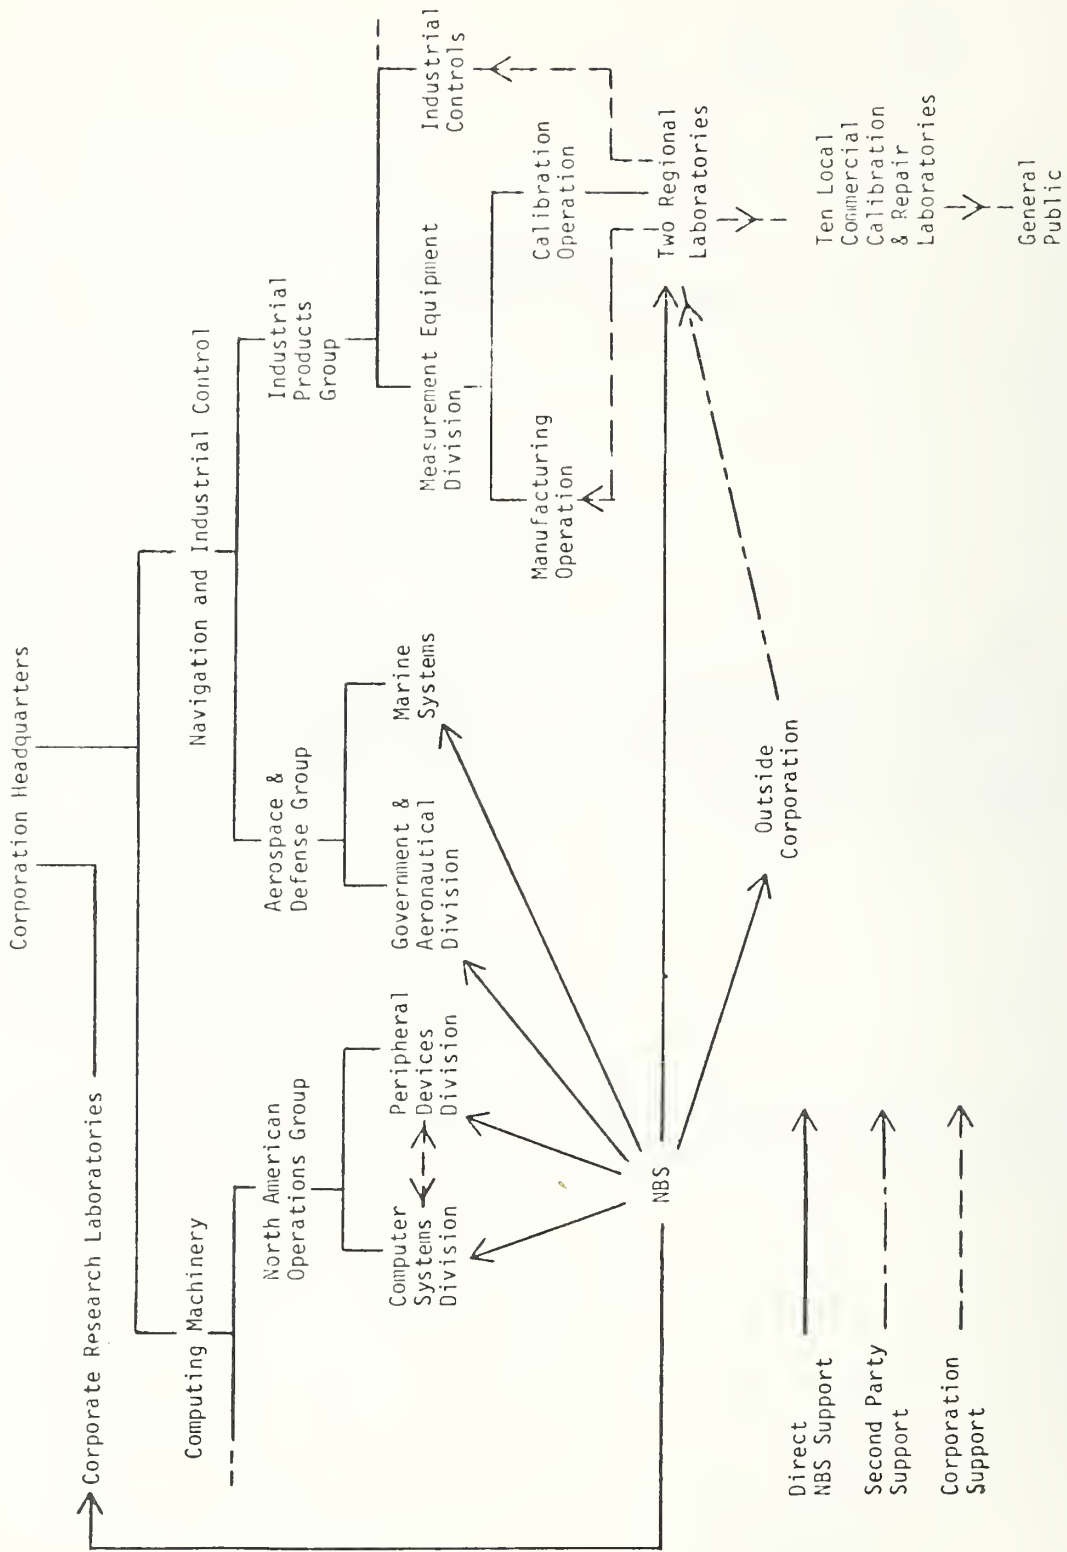 Corporation Headquarters
Corporate Research Laboratories
Computing Machinery
Navigation and Industrial Control
North American
Operations Group
Aerospace &
Defense Group
Industrial
Products
Group
Computer
Systems
Division
Peripheral
Devices
Division
Government &
Aeronautical
Division
Marine
Systems
Measurement Equipment
Division
Industrial
Controls
Manufacturing
Operation
Calibration
Operation
NBS
Two Regional
Laboratories
Outside
Corporation
Ten Local
Commercial
Calibration
& Repair
Laboratories
General
Public
Direct
NBS Support
Second Party
Support
Corporation
Support